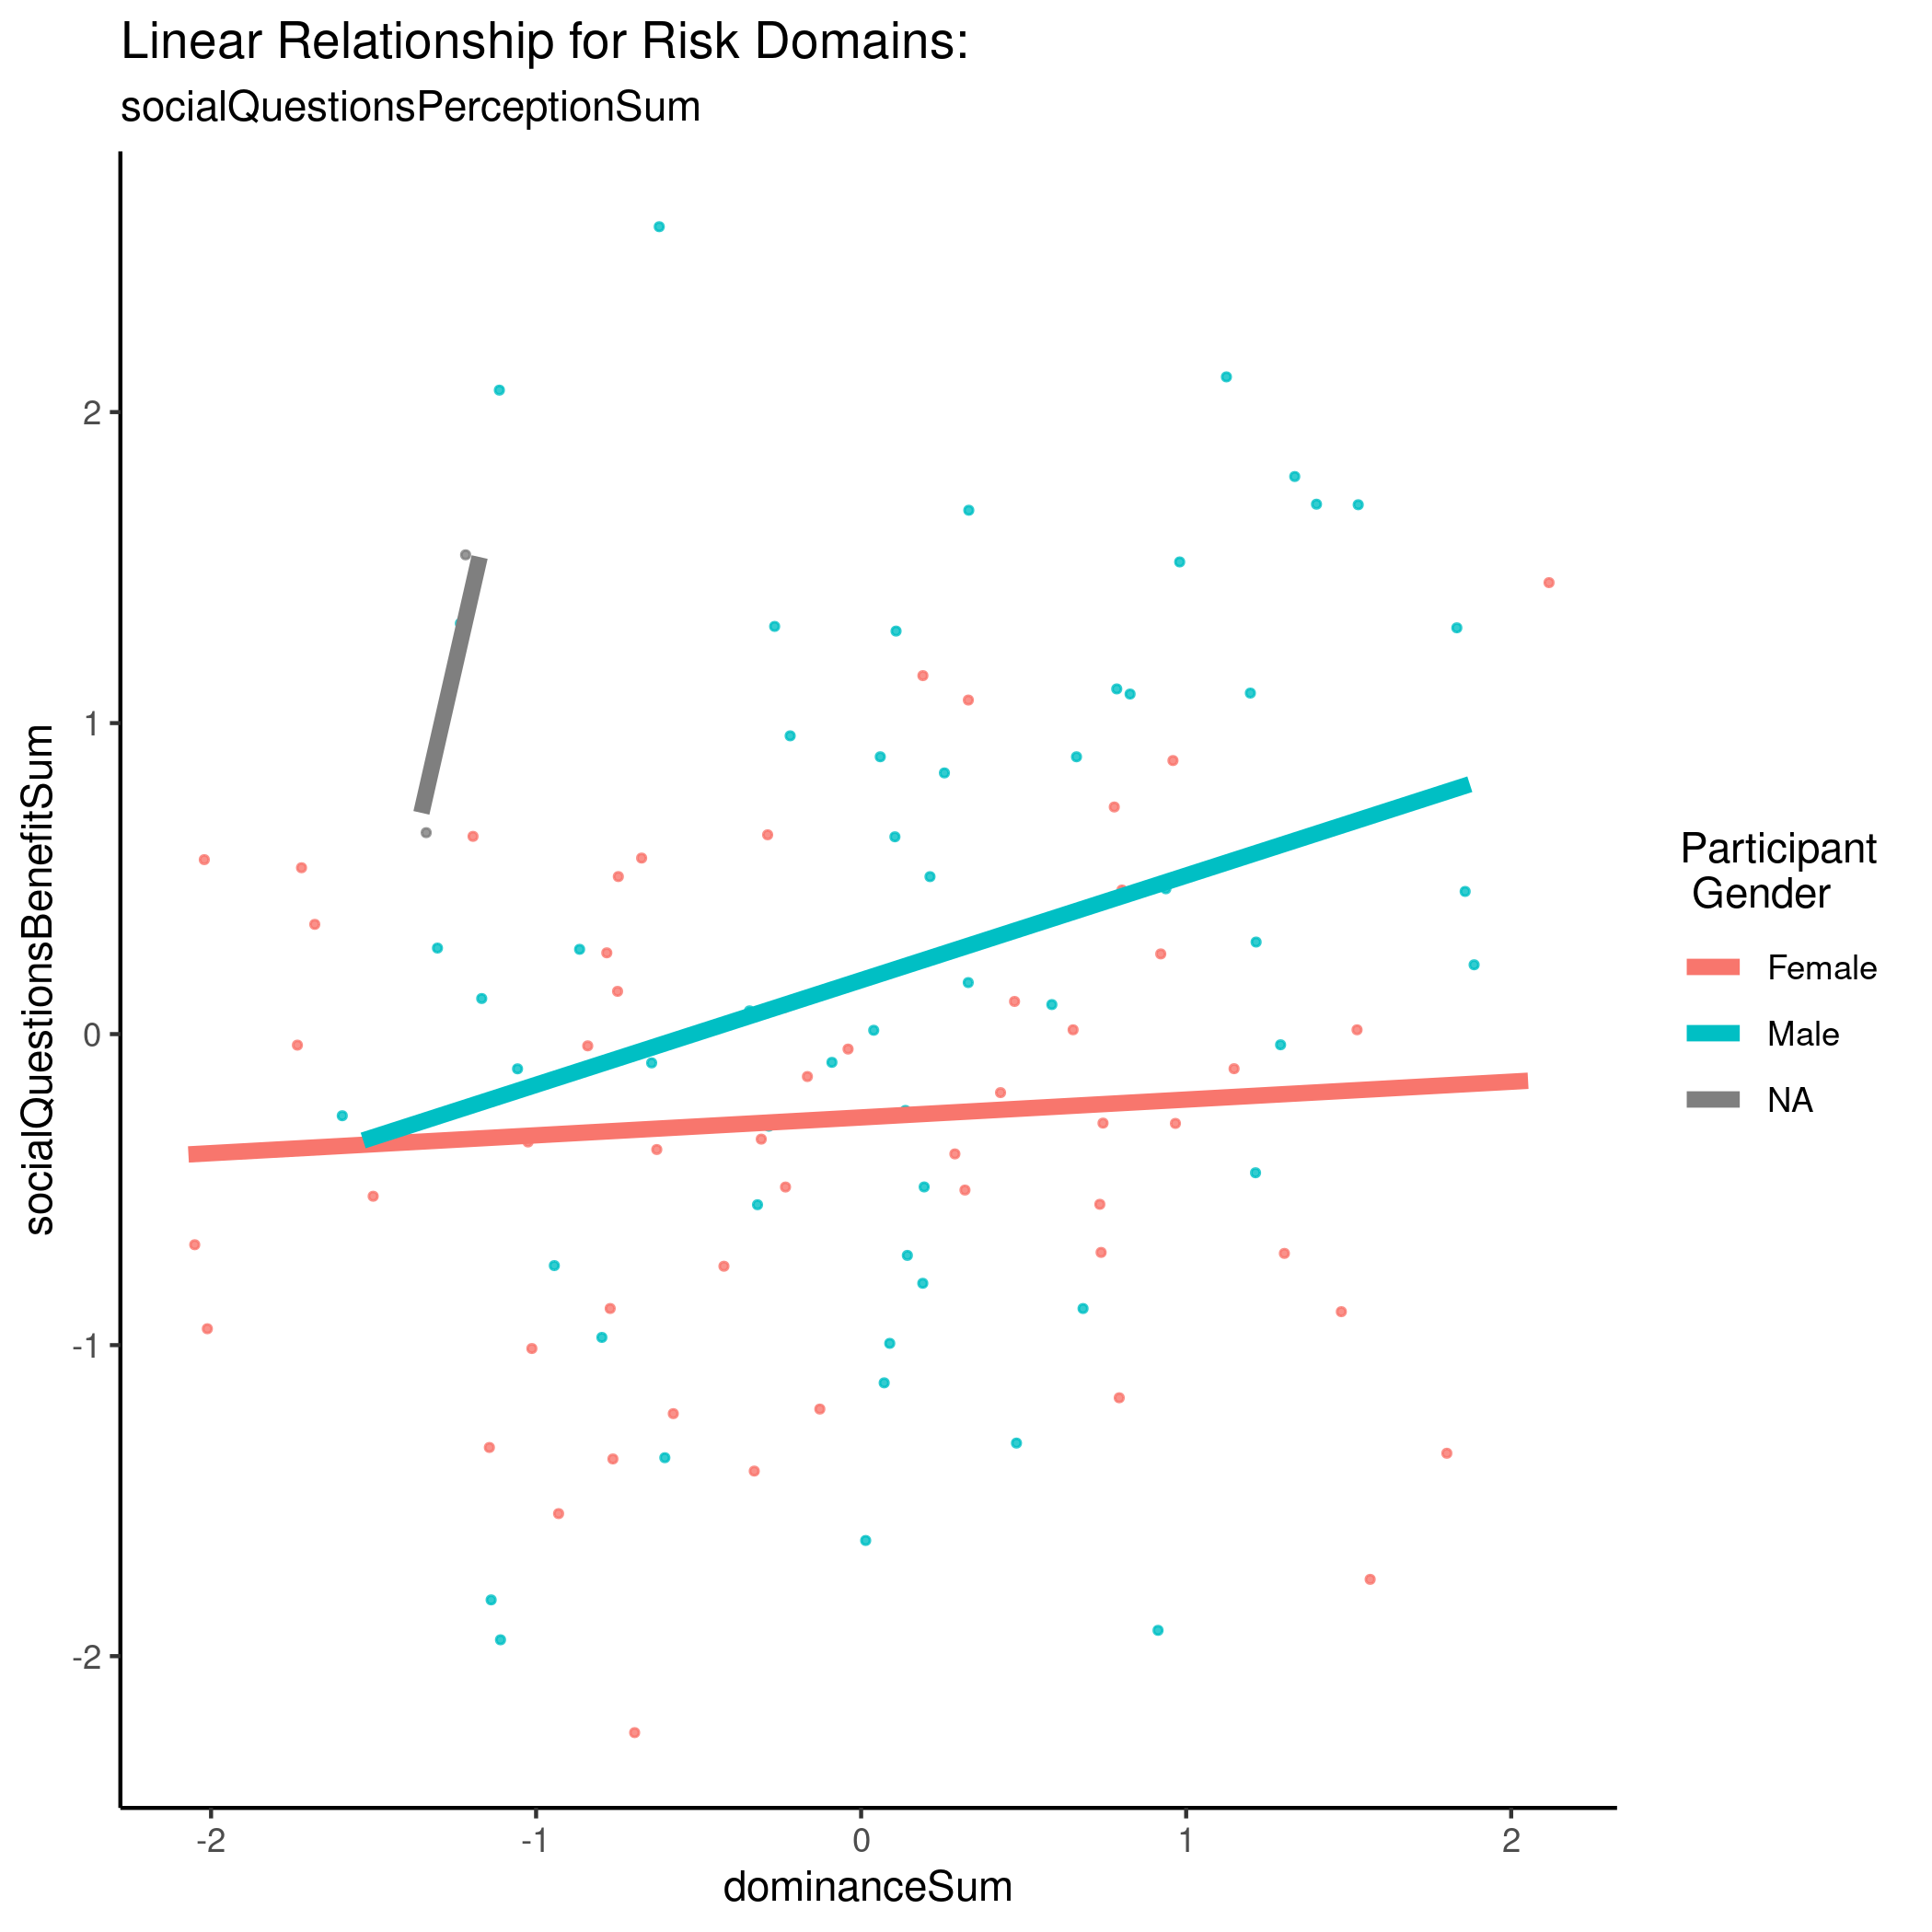 Linear Relationship for Risk Domains:
socialQuestionsPerceptionSum
socialQuestionsBenefitSum
2
1
0
-1
-2
-2
-1
0
1
2
dominanceSum
Participant
Gender
Female
Male
NA